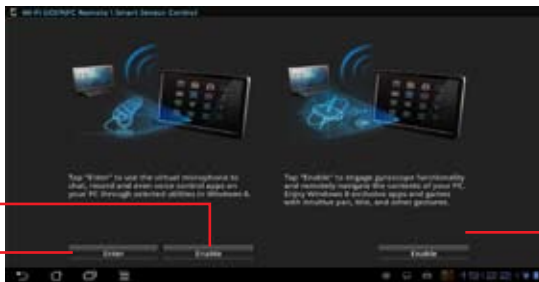 Wi-Fi GO!/NFC Remote | Smart Sensor Control
Tap "Enter" to use the virtual microphone to
chat, record and even voice control apps on
your PC through selected utilities in Windows 8.
Tap "Enable" to engage gyroscope functionality
and remotely navigate the contents of your PC.
Enjoy Windows 8 exclusive apps and games
with intuitive pan, tilt, and other gestures.
Enter
Enable
Enable